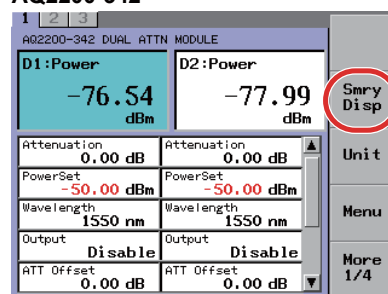 AQ2200-342
1 2 3
AQ2200-342 DUAL ATTN MODULE
D1:Power
-76.54
dBm
D2:Power
-77.99
dBm
Attenuation
0.00 dB
Attenuation
0.00 dB
PowerSet
-50.00 dBm
PowerSet
-50.00 dBm
Wavelength
1550 nm
Wavelength
1550 nm
Output
Disable
Output
Disable
ATT Offset
0.00 dB
ATT Offset
0.00 dB
Smry
Disp
Unit
Menu
More
1/4